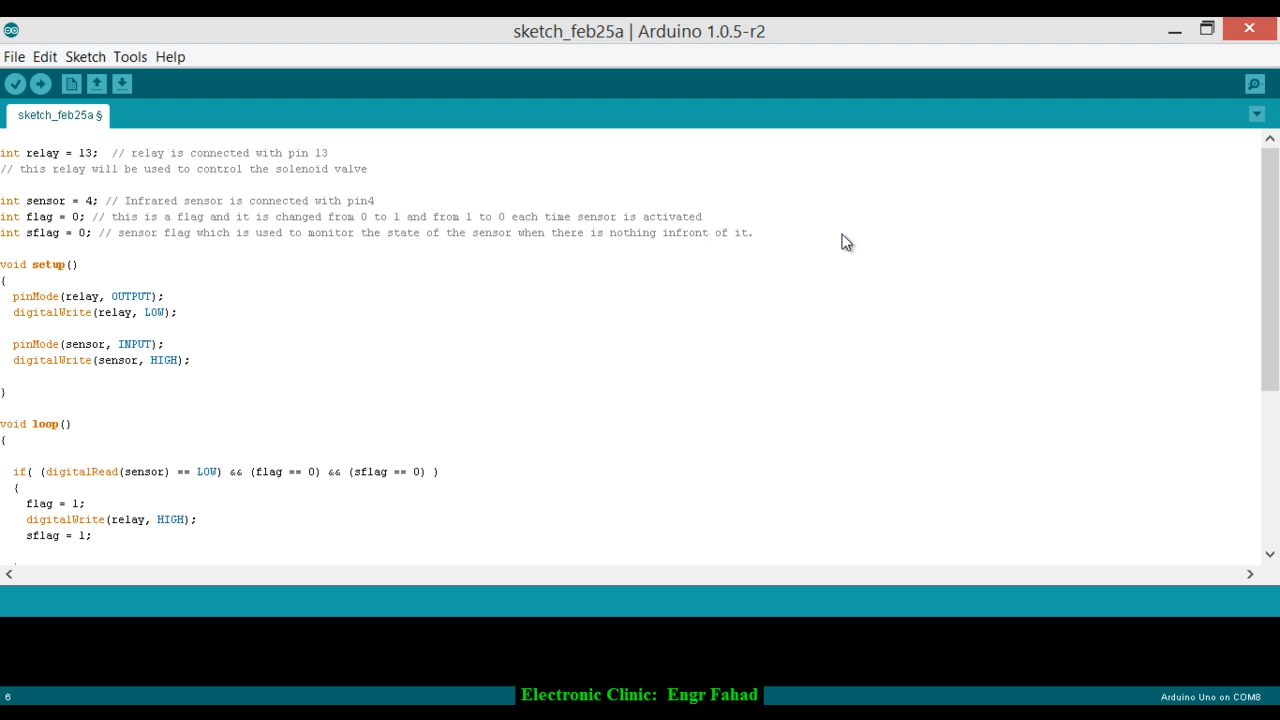 sketch_feb25a | Arduino 1.0.5-r2
File Edit Sketch Tools Help
sketch_feb25a §
int relay = 13;  // relay is connected with pin 13
// this relay will be used to control the solenoid valve
int sensor = 4; // Infrared sensor is connected with pin4
int flag = 0; // this is a flag and it is changed from 0 to 1 and from 1 to 0 each time sensor is activated
int sflag = 0; // sensor flag which is used to monitor the state of the sensor when there is nothing infront of it.
void setup()
{
  pinMode(relay, OUTPUT);
  digitalWrite(relay, LOW);
  pinMode(sensor, INPUT);
  digitalWrite(sensor, HIGH);
}
void loop()
{
  if( (digitalRead(sensor) == LOW) && (flag == 0) && (sflag == 0) )
  {
    flag = 1;
    digitalWrite(relay, HIGH);
    sflag = 1;
6
Electronic Clinic: Engr Fahad
Arduino Uno on COM8